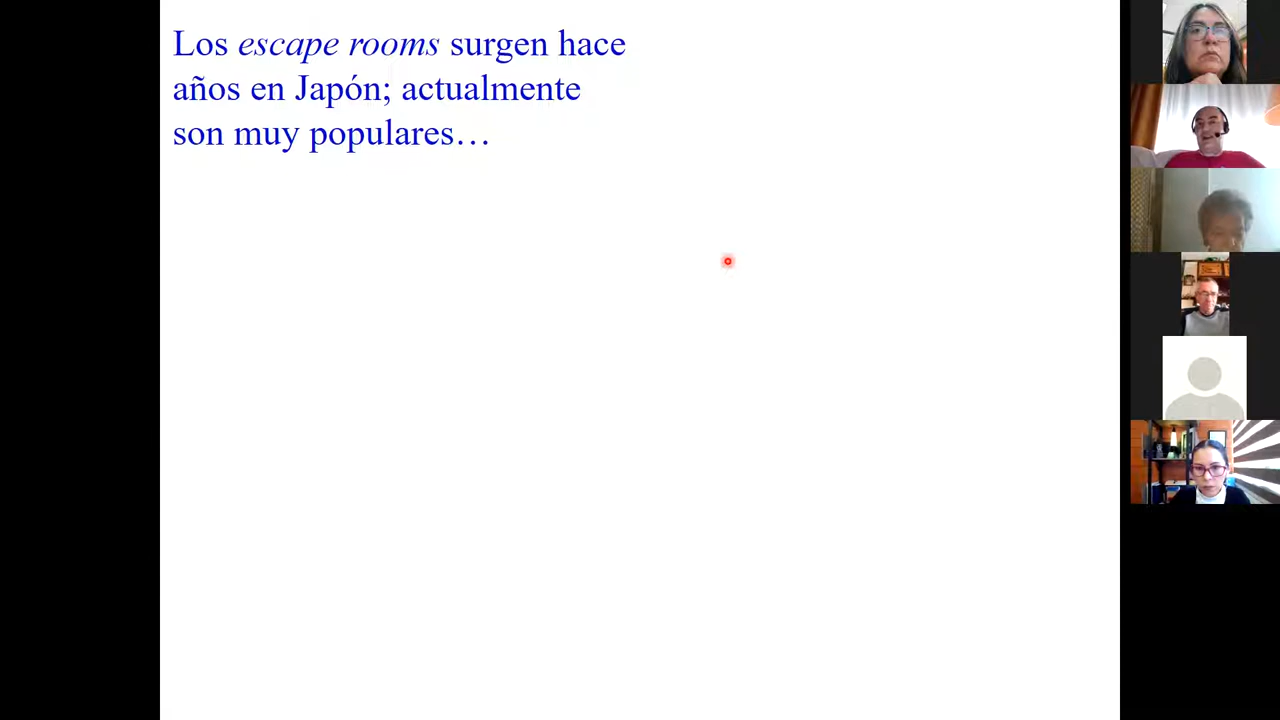 Los escape rooms surgen hace
años en Japón; actualmente
son muy populares…